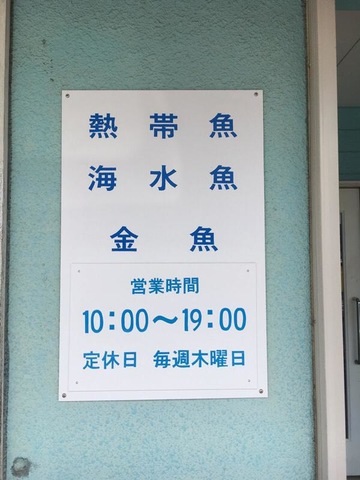 熱帯魚
海水魚
金魚
営業時間
10:00〜19:00
定休日 毎週木曜日